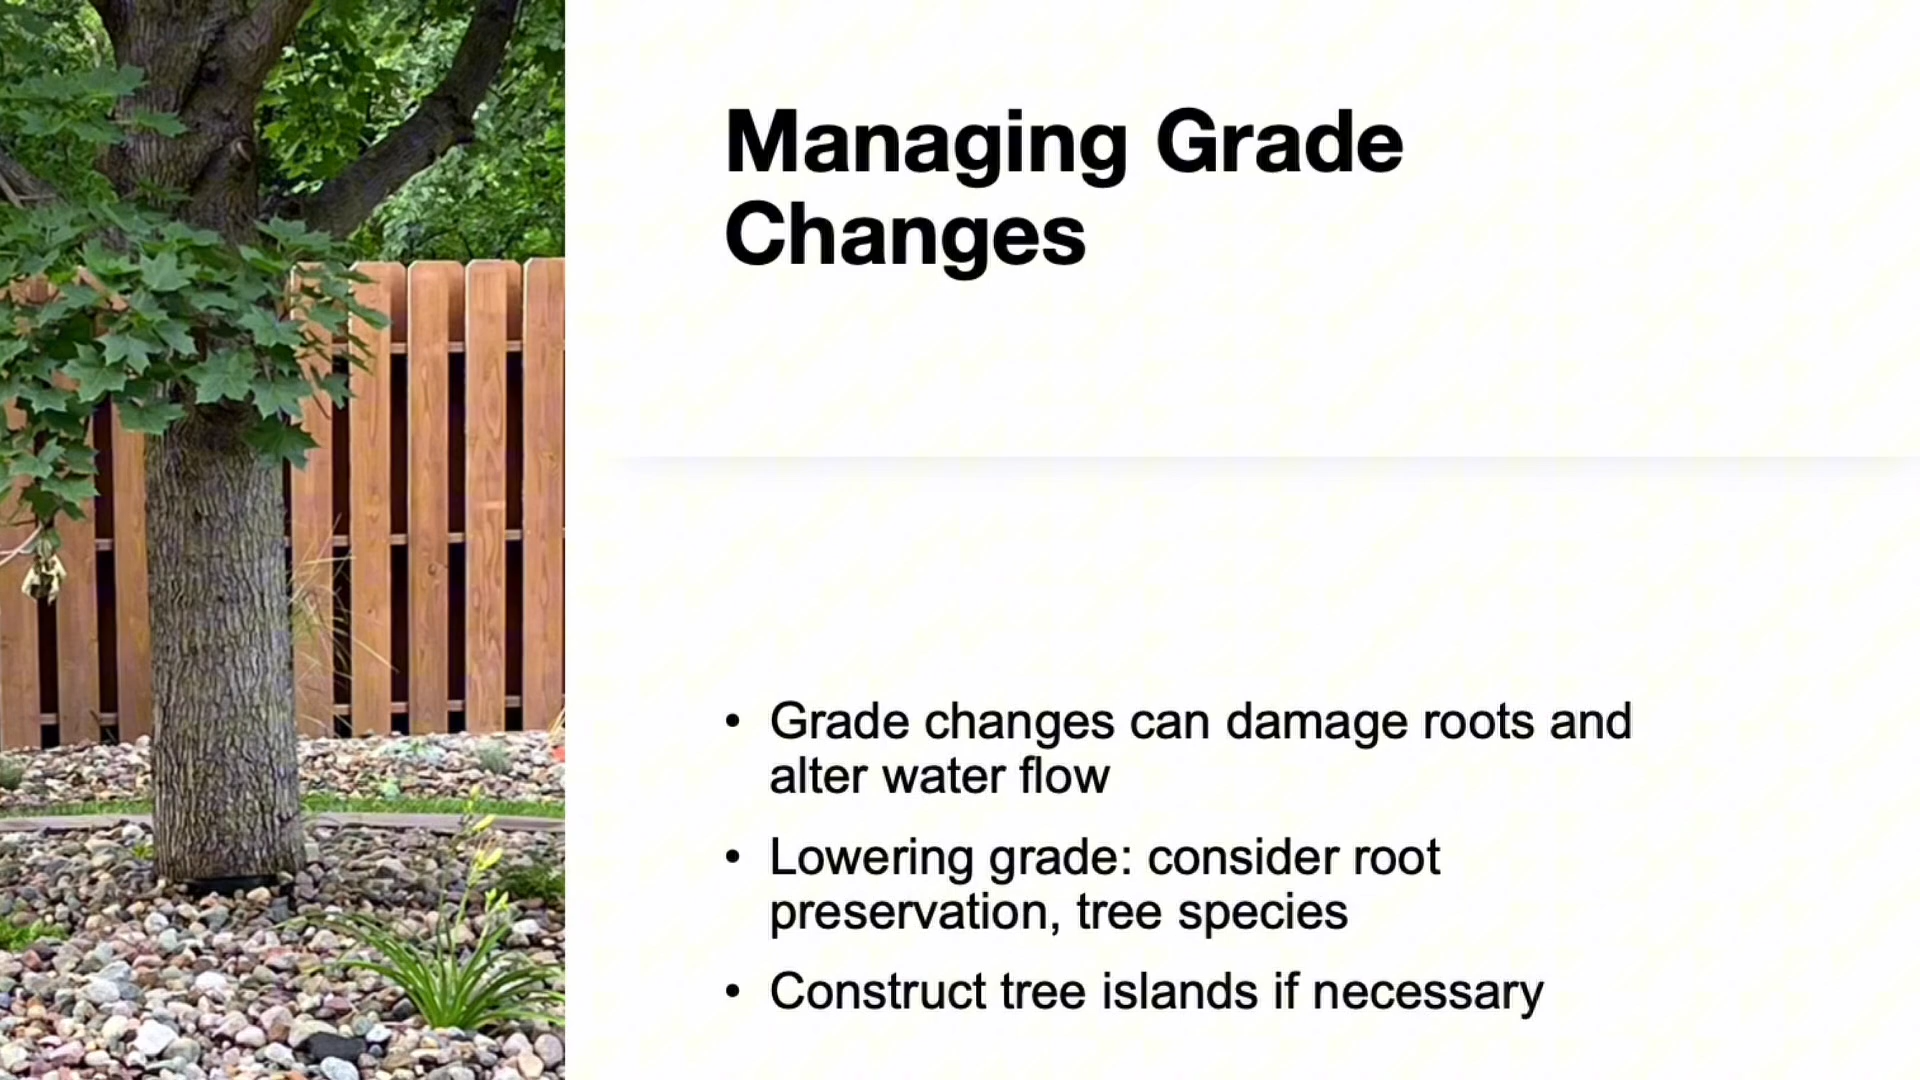 Managing Grade
Changes
• Grade changes can damage roots and
alter water flow
• Lowering grade: consider root
preservation, tree species
• Construct tree islands if necessary